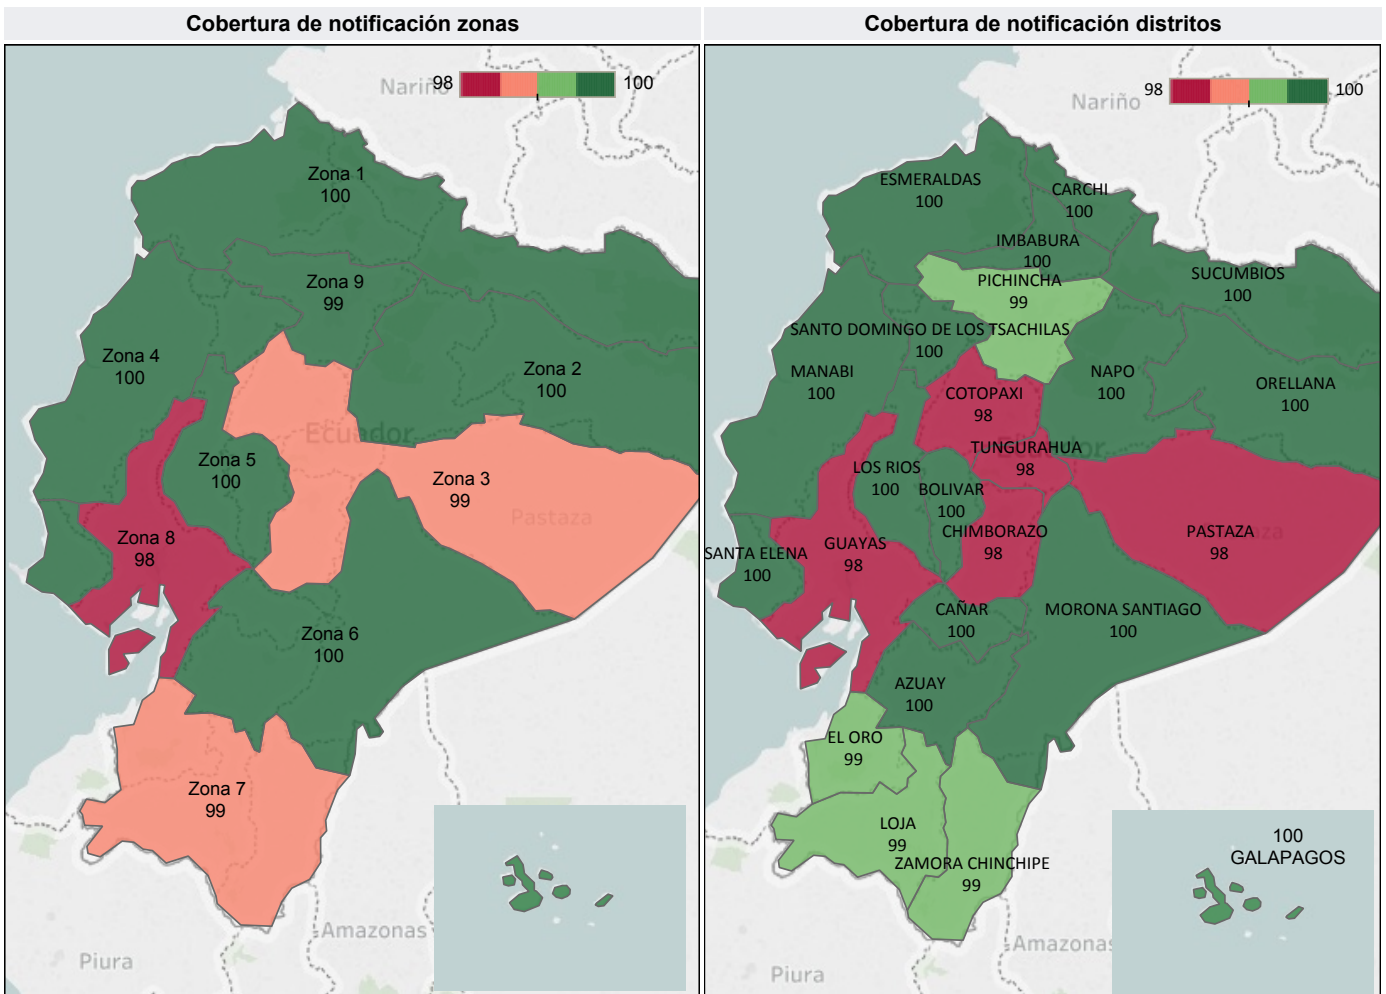 Cobertura de notificación zonas
98
100
Nariño
Zona 1
100
Zona 9
99
Zona 4
100
Zona 2
100
Ecuador
Zona 5
100
Zona 3
99
Pastaza
Zona 8
98
Zona 6
100
Zona 7
99
Amazonas
Piura
Cobertura de notificación distritos
98
100
Nariño
ESMERALDAS
100
CARCHI
100
IMBABURA
100
SUCUMBIOS
100
PICHINCHA
99
SANTO DOMINGO DE LOS TSACHILAS
100
MANABI
100
NAPO
100
ORELLANA
100
COTOPAXI
98
TUNGURAHUA
98
LOS RIOS
100
BOLIVAR
100
CHIMBORAZO
98
PASTAZA
98
GUAYAS
98
SANTA ELENA
100
CAÑAR
100
MORONA SANTIAGO
100
AZUAY
100
EL ORO
99
LOJA
99
ZAMORA CHINCHIPE
99
100
GALAPAGOS
Amazonas
Piura